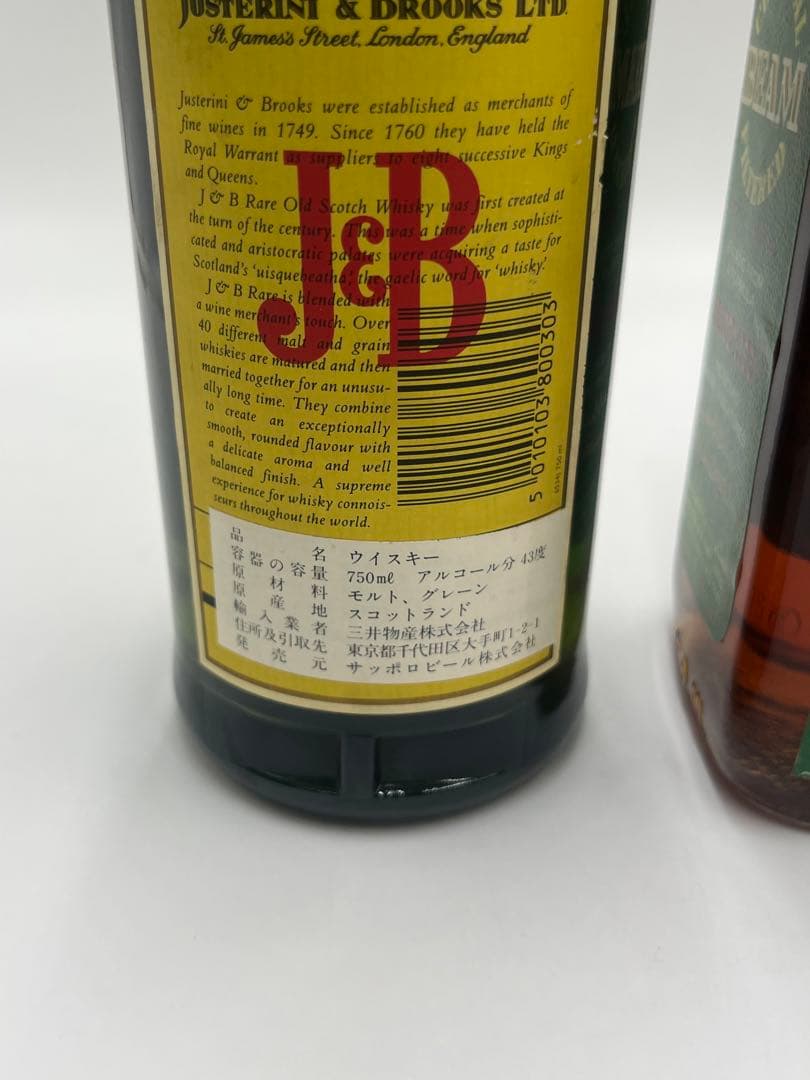 JUSTERINI & BROOKS LTD
St. James's Street, London, England
Justerini & Brooks were established as merchants of
fine wines in 1749. Since 1760 they have held the
Royal Warrant as suppliers to eight successive Kings
and Queens.
J & B Rare Old Scotch Whisky was first created at
the turn of the century. This was a time when sophisti-
cated and aristocratic palates were acquiring a taste for
Scotland's 'uisquebeatha', the gaelic word for 'whisky.'
J & B Rare is blended with
a wine merchant's touch. Over
40 different malt and grain
whiskies are matured and then
married together for an unusu-
ally long time. They combine
to create an exceptionally
smooth, rounded flavour with
a delicate aroma and well
balanced finish. A supreme
experience for whisky connois-
seurs throughout the world.
J&B
5 010103 800303
750 ml
品名 ウイスキー
容器の容量 750ml アルコール分 43度
原材料 モルト、グレーン
原産地 スコットランド
輸入業者 三井物産株式会社
住所及引取先 東京都千代田区大手町1-2-1
発売元 サッポロビール株式会社
BEAM